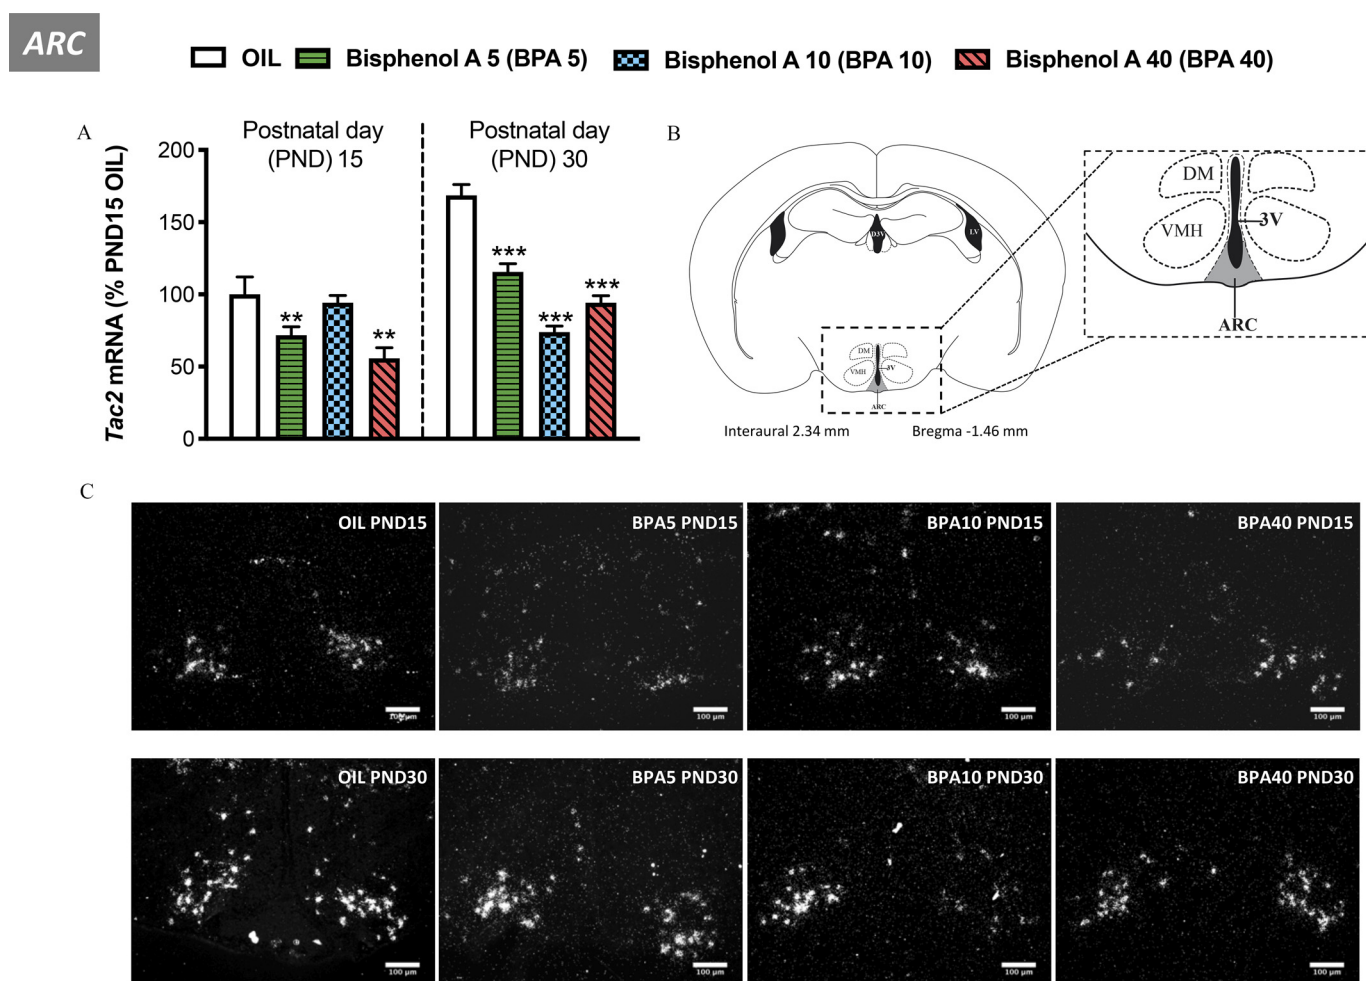 ARC
OIL Bisphenol A 5 (BPA 5) Bisphenol A 10 (BPA 10) Bisphenol A 40 (BPA 40)
A
Postnatal day
(PND) 15
Postnatal day
(PND) 30
Tac2 mRNA (% PND15 OIL)
200
150
100
50
0
**
**
***
***
***
B
D3V
LV
DM
VMH
3V
ARC
DM
VMH
3V
ARC
Interaural 2.34 mm
Bregma -1.46 mm
C
OIL PND15
100 µm
BPA5 PND15
100 µm
BPA10 PND15
100 µm
BPA40 PND15
100 µm
OIL PND30
100 µm
BPA5 PND30
100 µm
BPA10 PND30
100 µm
BPA40 PND30
100 µm